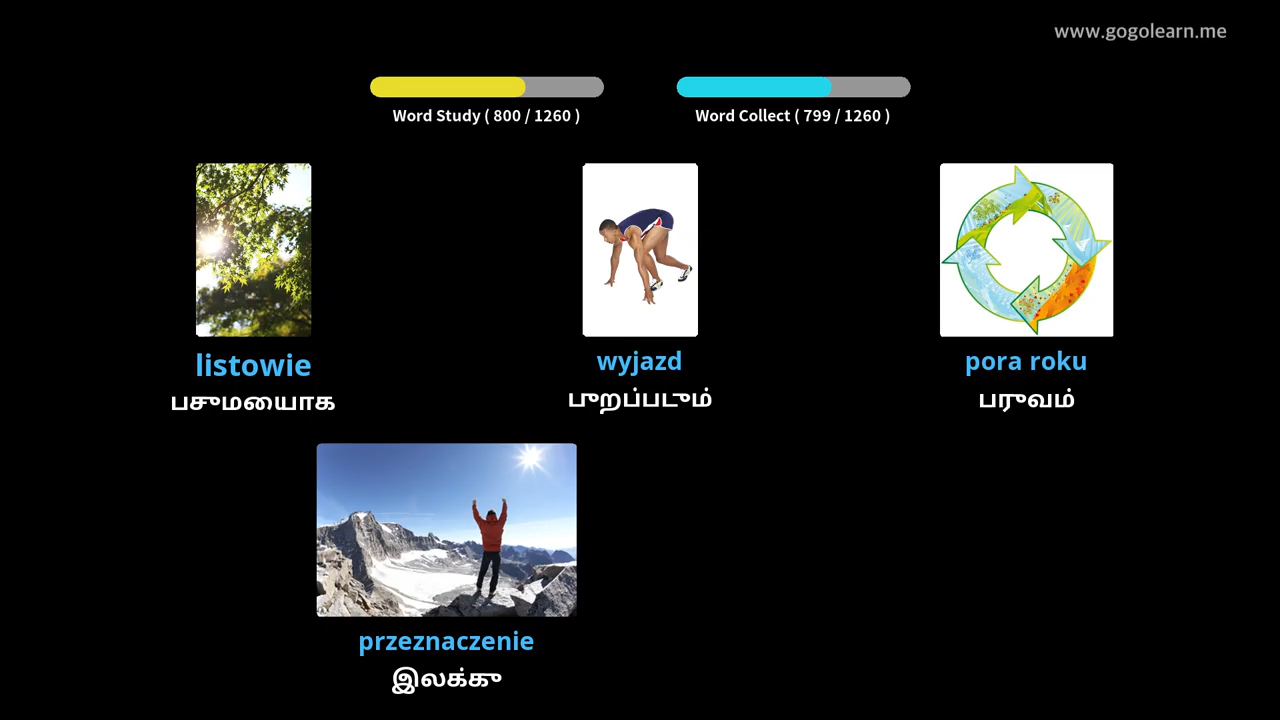 www.gogolearn.me
Word Study ( 800 / 1260 )
Word Collect ( 799 / 1260 )
listowie
பசுமையாக
wyjazd
புறப்படும்
pora roku
பருவம்
przeznaczenie
இலக்கு